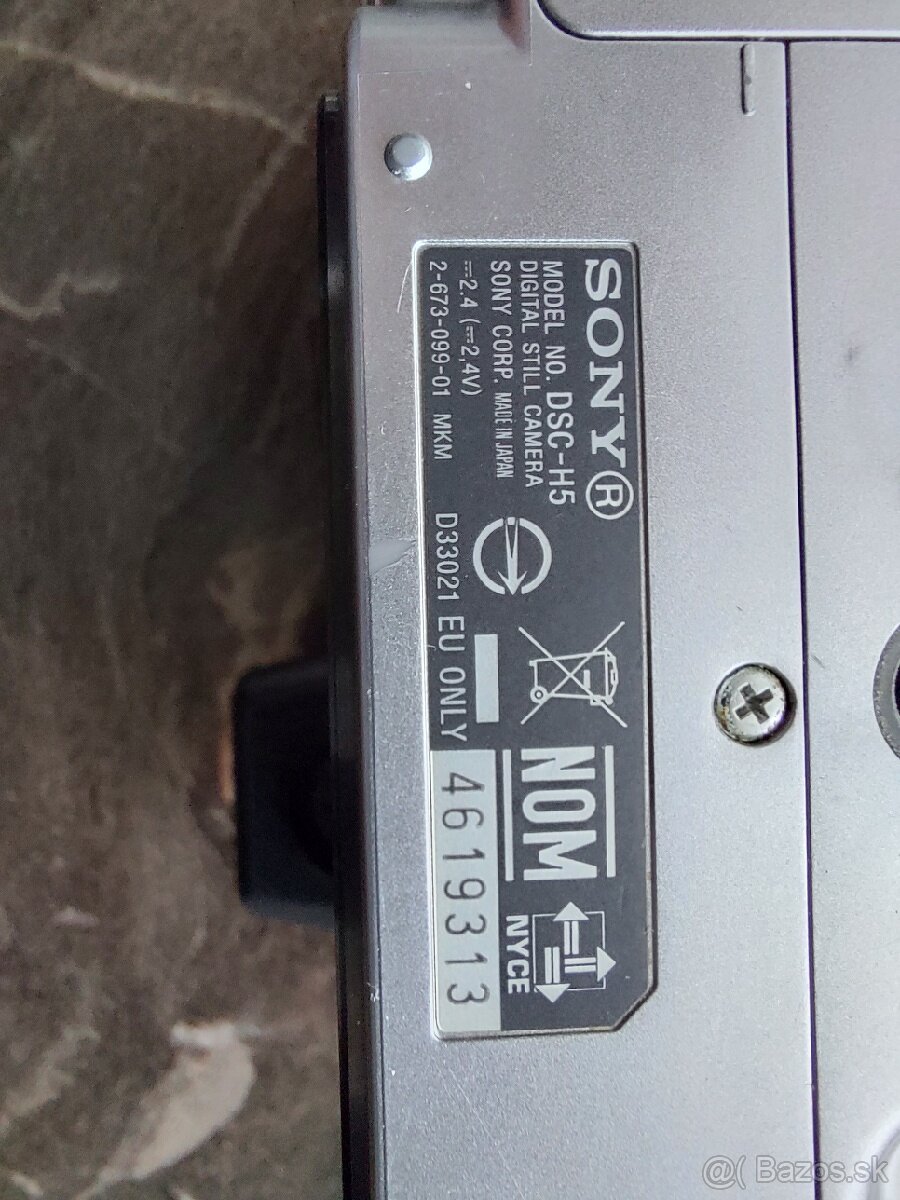 SONY®
MODEL NO. DSC-H5
DIGITAL STILL CAMERA
SONY CORP. MADE IN JAPAN
⎓2.4 (⎓2,4V)
2-673-099-01 MKM
D33021 EU ONLY
NOM
NYCE
4619313
@( Bazos.sk